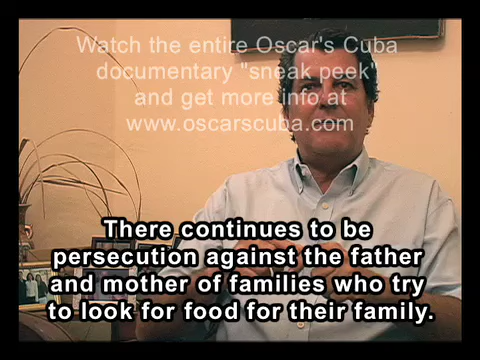 Watch the entire Oscar's Cuba
documentary "sneak peek"
and get more info at
www.oscarscuba.com
There continues to be
persecution against the father
and mother of families who try
to look for food for their family.